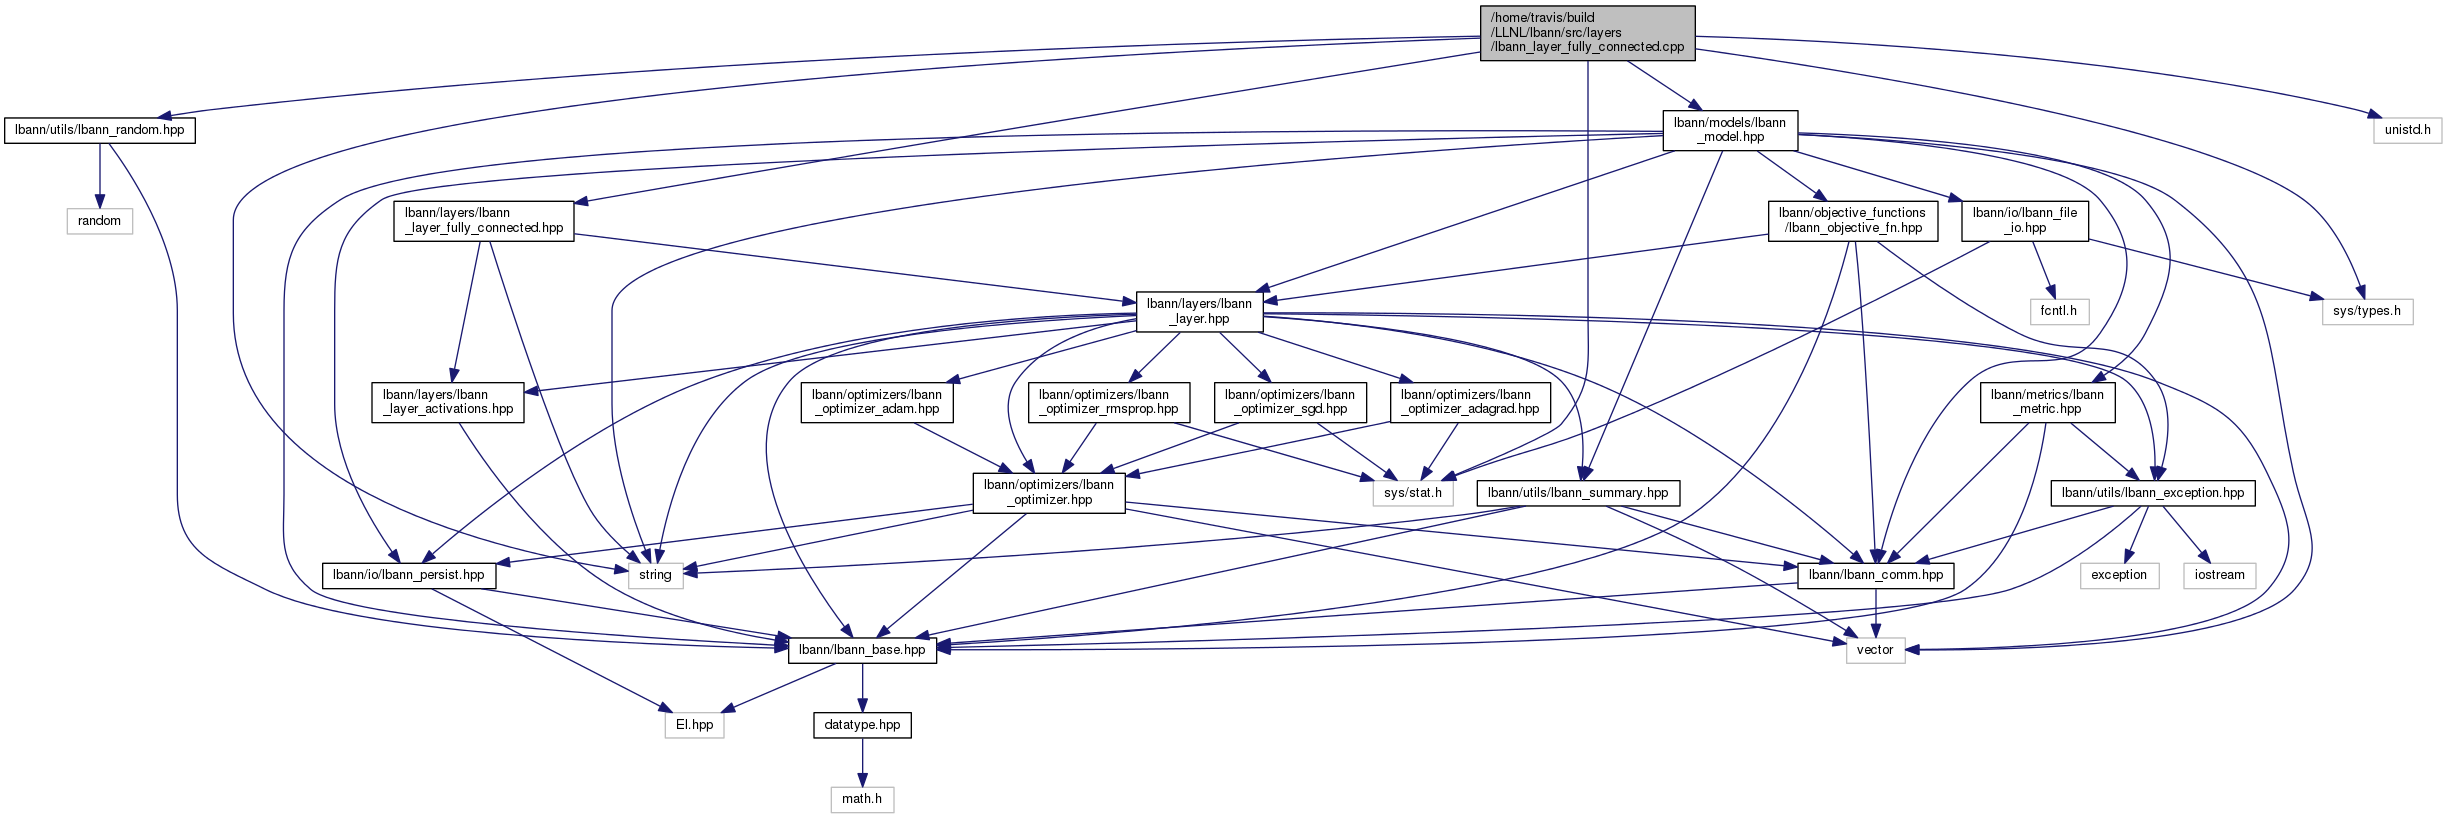 /home/travis/build
/LLNL/lbann/src/layers
/lbann_layer_fully_connected.cpp
lbann/utils/lbann_random.hpp
lbann/models/lbann
_model.hpp
unistd.h
random
lbann/layers/lbann
_layer_fully_connected.hpp
lbann/objective_functions
/lbann_objective_fn.hpp
lbann/io/lbann_file
_io.hpp
lbann/layers/lbann
_layer.hpp
fcntl.h
sys/types.h
lbann/layers/lbann
_layer_activations.hpp
lbann/optimizers/lbann
_optimizer_adam.hpp
lbann/optimizers/lbann
_optimizer_rmsprop.hpp
lbann/optimizers/lbann
_optimizer_sgd.hpp
lbann/optimizers/lbann
_optimizer_adagrad.hpp
lbann/metrics/lbann
_metric.hpp
lbann/optimizers/lbann
_optimizer.hpp
sys/stat.h
lbann/utils/lbann_summary.hpp
lbann/utils/lbann_exception.hpp
lbann/io/lbann_persist.hpp
string
lbann/lbann_comm.hpp
exception
iostream
lbann/lbann_base.hpp
vector
El.hpp
datatype.hpp
math.h